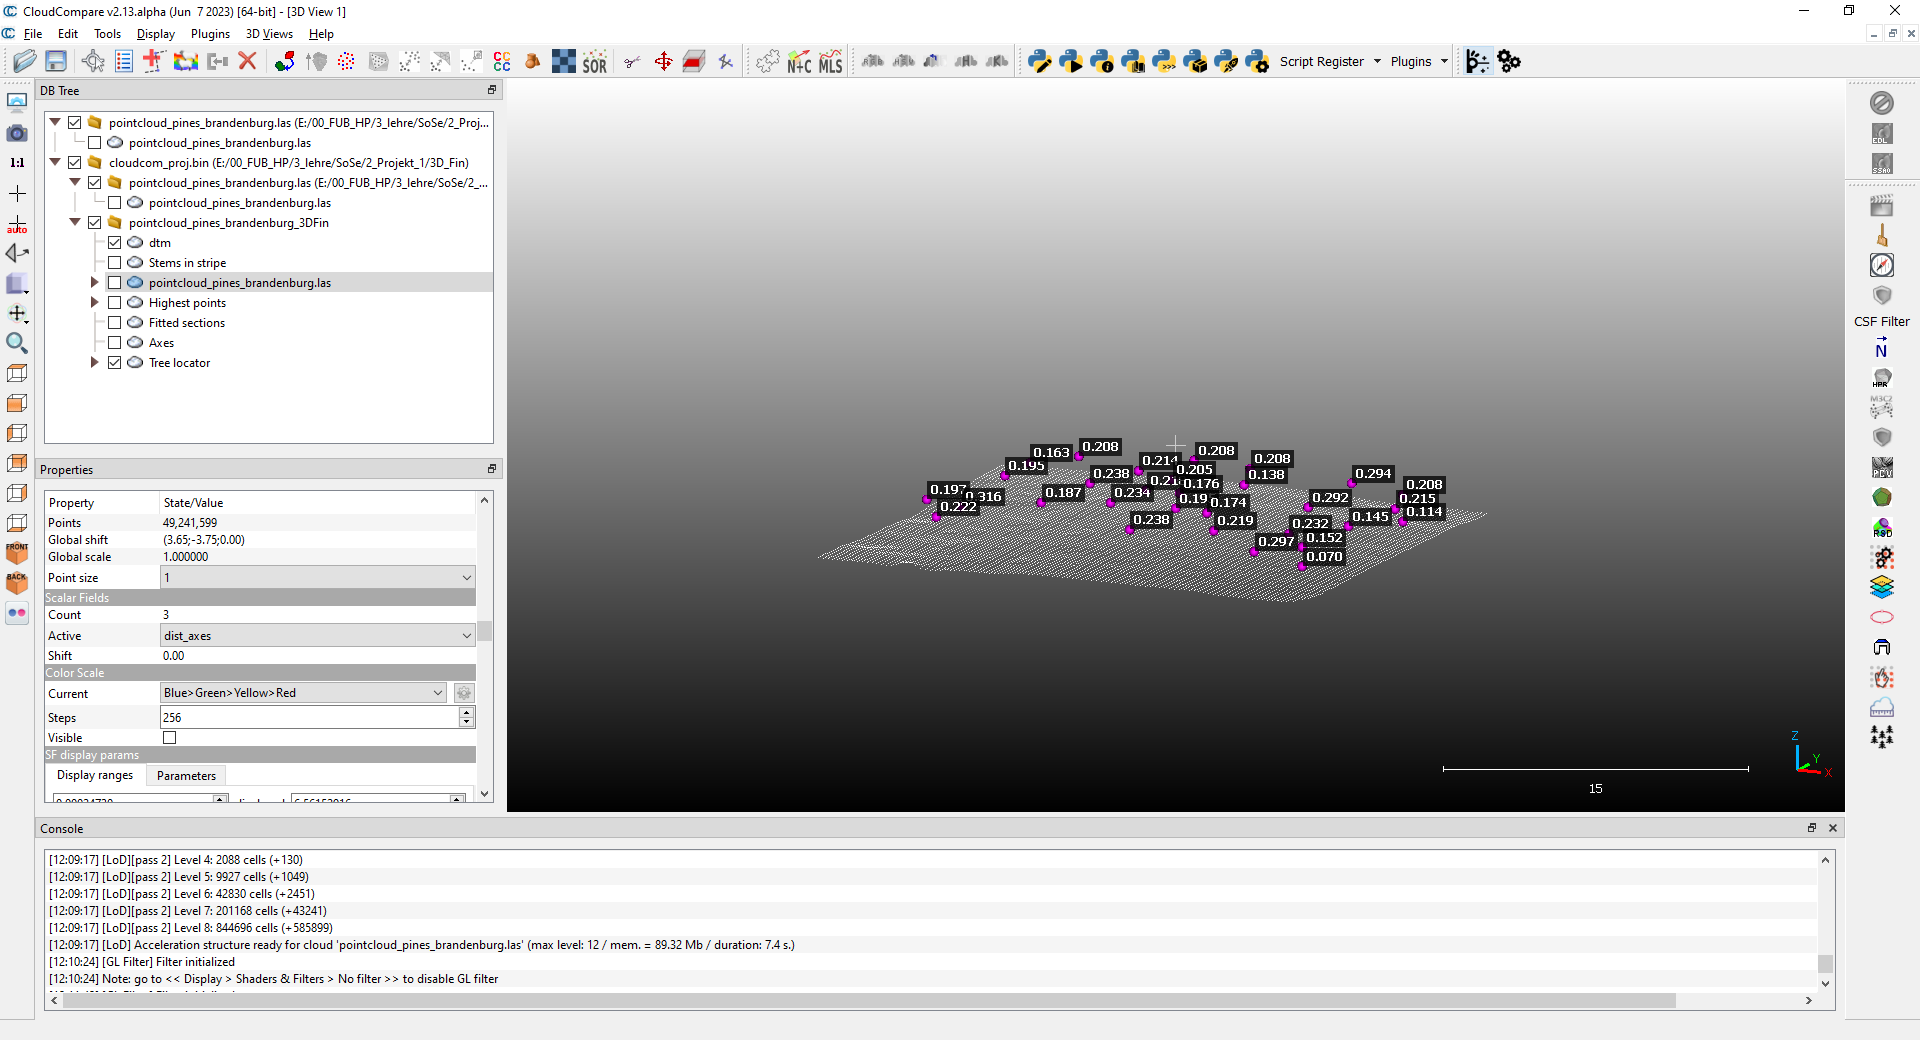 CloudCompare v2.13.alpha (Jun 7 2023) [64-bit] - [3D View 1]
File Edit Tools Display Plugins 3D Views Help
SOR N+C MLS Script Register Plugins
DB Tree
pointcloud_pines_brandenburg.las (E:/00_FUB_HP/3_lehre/SoSe/2_Proj...
pointcloud_pines_brandenburg.las
cloudcom_proj.bin (E:/00_FUB_HP/3_lehre/SoSe/2_Projekt_1/3D_Fin)
pointcloud_pines_brandenburg.las (E:/00_FUB_HP/3_lehre/SoSe/2_...
pointcloud_pines_brandenburg.las
pointcloud_pines_brandenburg_3DFin
dtm
Stems in stripe
pointcloud_pines_brandenburg.las
Highest points
Fitted sections
Axes
Tree locator
1:1
auto
FRONT
BACK
Properties
Property State/Value
Points 49,241,599
Global shift (3.65;-3.75;0.00)
Global scale 1.000000
Point size 1
Scalar Fields
Count 3
Active dist_axes
Shift 0.00
Color Scale
Current Blue>Green>Yellow>Red
Steps 256
Visible
SF display params
Display ranges Parameters
0.208
0.163
0.195
0.208
0.214
0.208
0.205
0.138
0.238
0.176
0.294
0.208
0.197
0.316
0.222
0.187
0.234
0.174
0.292
0.215
0.114
0.238
0.219
0.232
0.145
0.297
0.152
0.070
15
Z
Y
X
EDL
SSAO
CSF Filter
N
HPR
M3C2
PCV
RSD
Console
[12:09:17] [LoD][pass 2] Level 4: 2088 cells (+130)
[12:09:17] [LoD][pass 2] Level 5: 9927 cells (+1049)
[12:09:17] [LoD][pass 2] Level 6: 42830 cells (+2451)
[12:09:17] [LoD][pass 2] Level 7: 201168 cells (+43241)
[12:09:17] [LoD][pass 2] Level 8: 844696 cells (+585899)
[12:09:17] [LoD] Acceleration structure ready for cloud 'pointcloud_pines_brandenburg.las' (max level: 12 / mem. = 89.32 Mb / duration: 7.4 s.)
[12:10:24] [GL Filter] Filter initialized
[12:10:24] Note: go to << Display > Shaders & Filters > No filter >> to disable GL filter